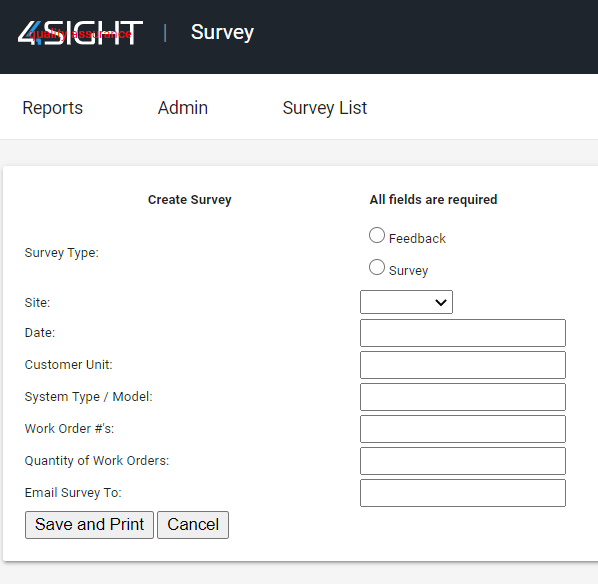 4SIGHT | Survey
quality assurance
Reports Admin Survey List
Create Survey All fields are required
Survey Type:
Feedback
Survey
Site:
Date:
Customer Unit:
System Type / Model:
Work Order #'s:
Quantity of Work Orders:
Email Survey To:
Save and Print Cancel